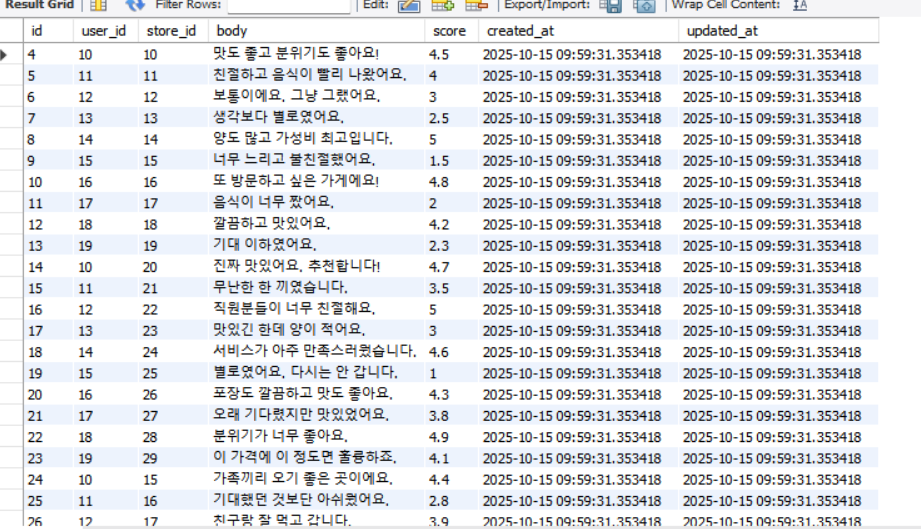 Result Grid Filter Rows: Edit: Export/Import: Wrap Cell Content: IA
id user_id store_id body score created_at updated_at
4 10 10 맛도 좋고 분위기도 좋아요! 4.5 2025-10-15 09:59:31.353418 2025-10-15 09:59:31.353418
5 11 11 친절하고 음식이 빨리 나왔어요. 4 2025-10-15 09:59:31.353418 2025-10-15 09:59:31.353418
6 12 12 보통이에요. 그냥 그랬어요. 3 2025-10-15 09:59:31.353418 2025-10-15 09:59:31.353418
7 13 13 생각보다 별로였어요. 2.5 2025-10-15 09:59:31.353418 2025-10-15 09:59:31.353418
8 14 14 양도 많고 가성비 최고입니다. 5 2025-10-15 09:59:31.353418 2025-10-15 09:59:31.353418
9 15 15 너무 느리고 불친절했어요. 1.5 2025-10-15 09:59:31.353418 2025-10-15 09:59:31.353418
10 16 16 또 방문하고 싶은 가게에요! 4.8 2025-10-15 09:59:31.353418 2025-10-15 09:59:31.353418
11 17 17 음식이 너무 짰어요. 2 2025-10-15 09:59:31.353418 2025-10-15 09:59:31.353418
12 18 18 깔끔하고 맛있어요. 4.2 2025-10-15 09:59:31.353418 2025-10-15 09:59:31.353418
13 19 19 기대 이하였어요. 2.3 2025-10-15 09:59:31.353418 2025-10-15 09:59:31.353418
14 10 20 진짜 맛있어요. 추천합니다! 4.7 2025-10-15 09:59:31.353418 2025-10-15 09:59:31.353418
15 11 21 무난한 한 끼였습니다. 3.5 2025-10-15 09:59:31.353418 2025-10-15 09:59:31.353418
16 12 22 직원분들이 너무 친절해요. 5 2025-10-15 09:59:31.353418 2025-10-15 09:59:31.353418
17 13 23 맛있긴 한데 양이 적어요. 3 2025-10-15 09:59:31.353418 2025-10-15 09:59:31.353418
18 14 24 서비스가 아주 만족스러웠습니다. 4.6 2025-10-15 09:59:31.353418 2025-10-15 09:59:31.353418
19 15 25 별로였어요. 다시는 안 갑니다. 1 2025-10-15 09:59:31.353418 2025-10-15 09:59:31.353418
20 16 26 포장도 깔끔하고 맛도 좋아요. 4.3 2025-10-15 09:59:31.353418 2025-10-15 09:59:31.353418
21 17 27 오래 기다렸지만 맛있었어요. 3.8 2025-10-15 09:59:31.353418 2025-10-15 09:59:31.353418
22 18 28 분위기가 너무 좋아요. 4.9 2025-10-15 09:59:31.353418 2025-10-15 09:59:31.353418
23 19 29 이 가격에 이 정도면 훌륭하죠. 4.1 2025-10-15 09:59:31.353418 2025-10-15 09:59:31.353418
24 10 15 가족끼리 오기 좋은 곳이에요. 4.4 2025-10-15 09:59:31.353418 2025-10-15 09:59:31.353418
25 11 16 기대했던 것보단 아쉬웠어요. 2.8 2025-10-15 09:59:31.353418 2025-10-15 09:59:31.353418
26 12 17 친구랑 잘 먹고 갑니다. 3.9 2025-10-15 09:59:31.353418 2025-10-15 09:59:31.353418